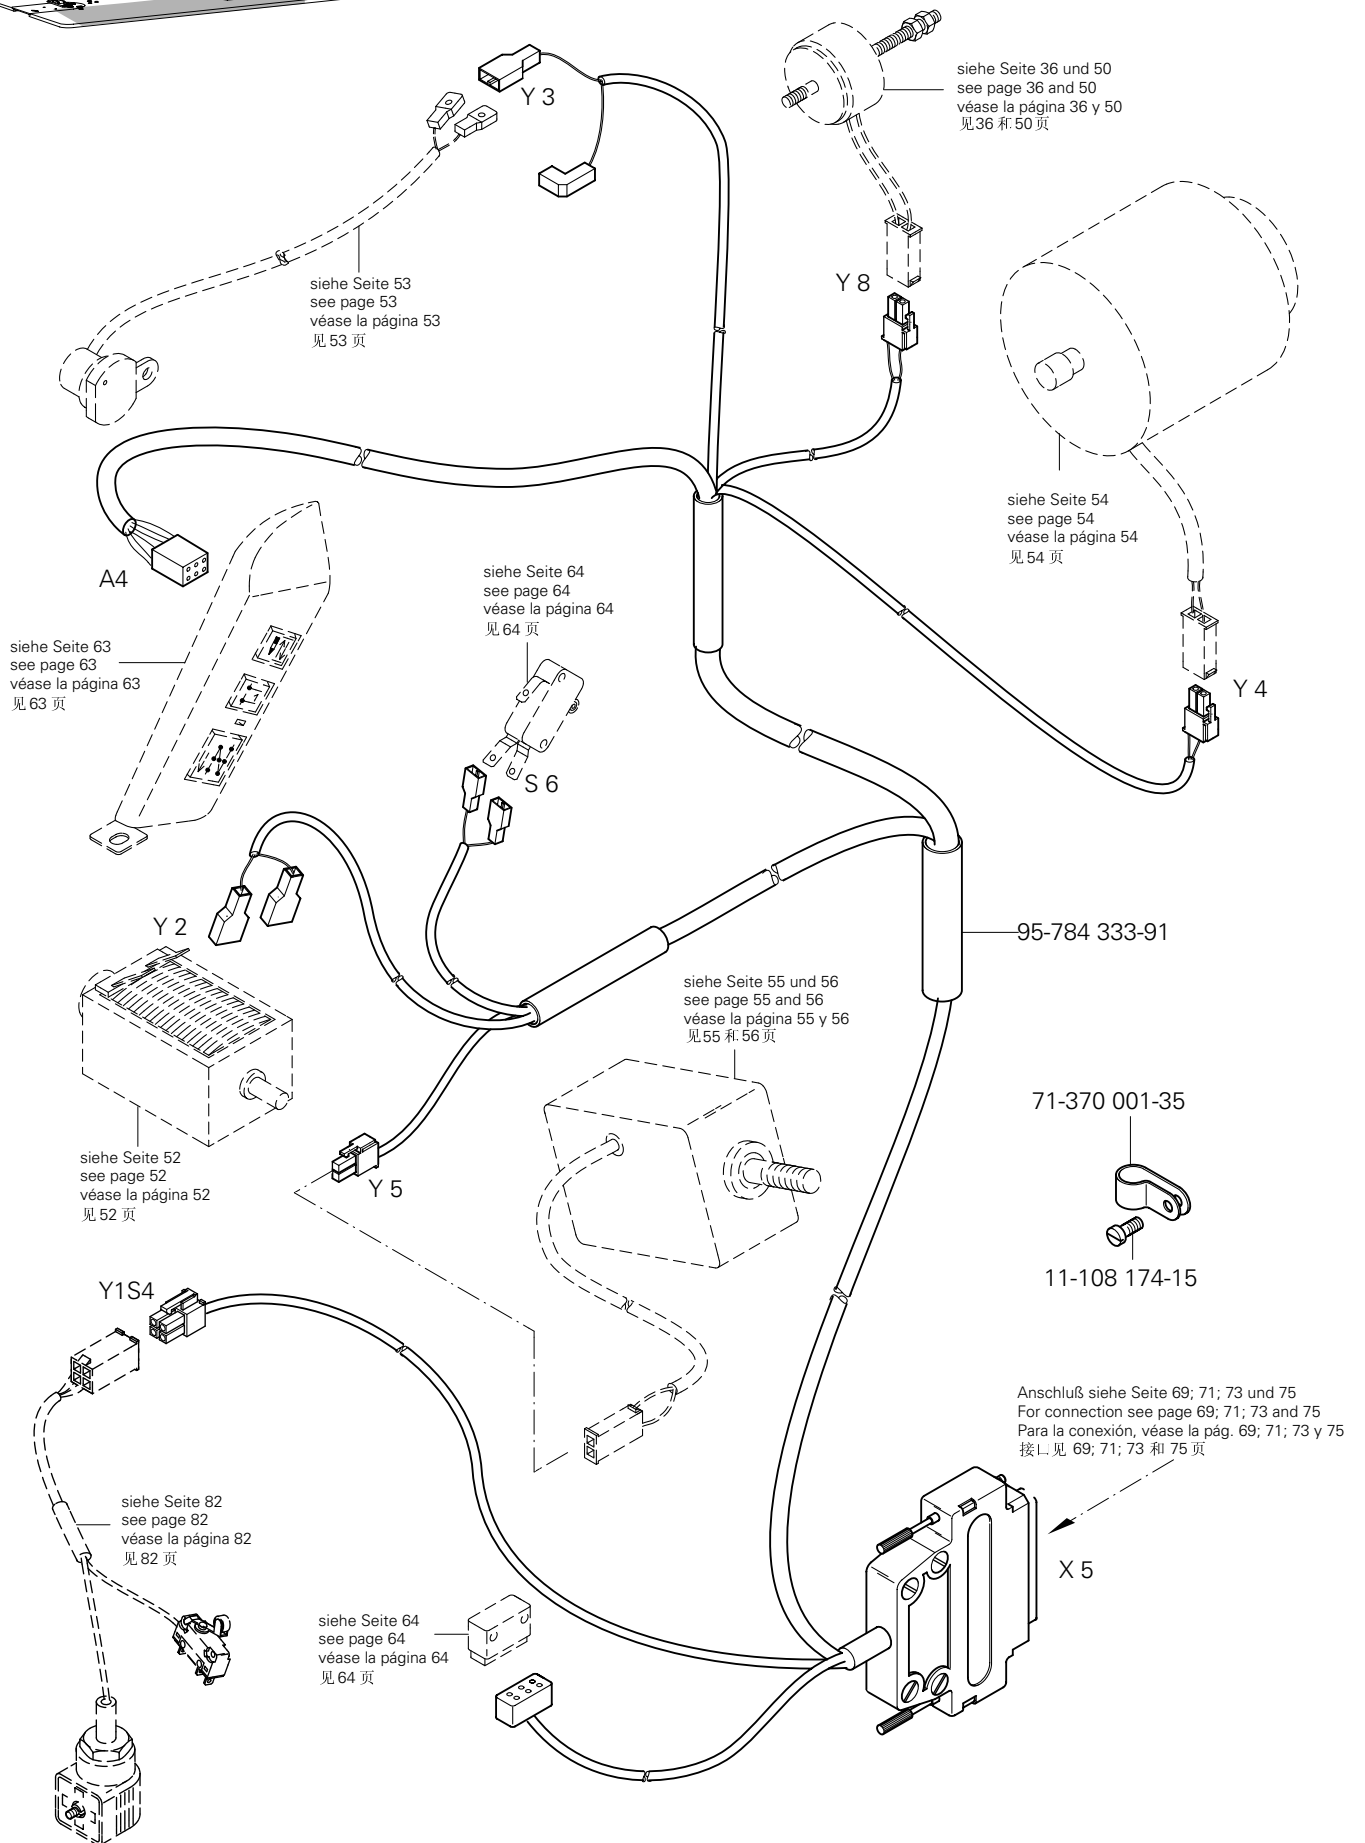 Y 3
siehe Seite 36 und 50
see page 36 and 50
véase la página 36 y 50
见36 和 50 页
siehe Seite 53
see page 53
véase la página 53
见 53 页
Y 8
siehe Seite 54
see page 54
véase la página 54
见 54 页
A4
siehe Seite 64
see page 64
véase la página 64
见 64 页
siehe Seite 63
see page 63
véase la página 63
见 63 页
Y 4
S 6
Y 2
95-784 333-91
siehe Seite 55 und 56
see page 55 and 56
véase la página 55 y 56
见55 和 56 页
71-370 001-35
siehe Seite 52
see page 52
véase la página 52
见 52 页
Y 5
11-108 174-15
Y1S4
Anschluß siehe Seite 69; 71; 73 und 75
For connection see page 69; 71; 73 and 75
Para la conexión, véase la pág. 69; 71; 73 y 75
接口见 69; 71; 73 和 75 页
siehe Seite 82
see page 82
véase la página 82
见 82 页
X 5
siehe Seite 64
see page 64
véase la página 64
见 64 页